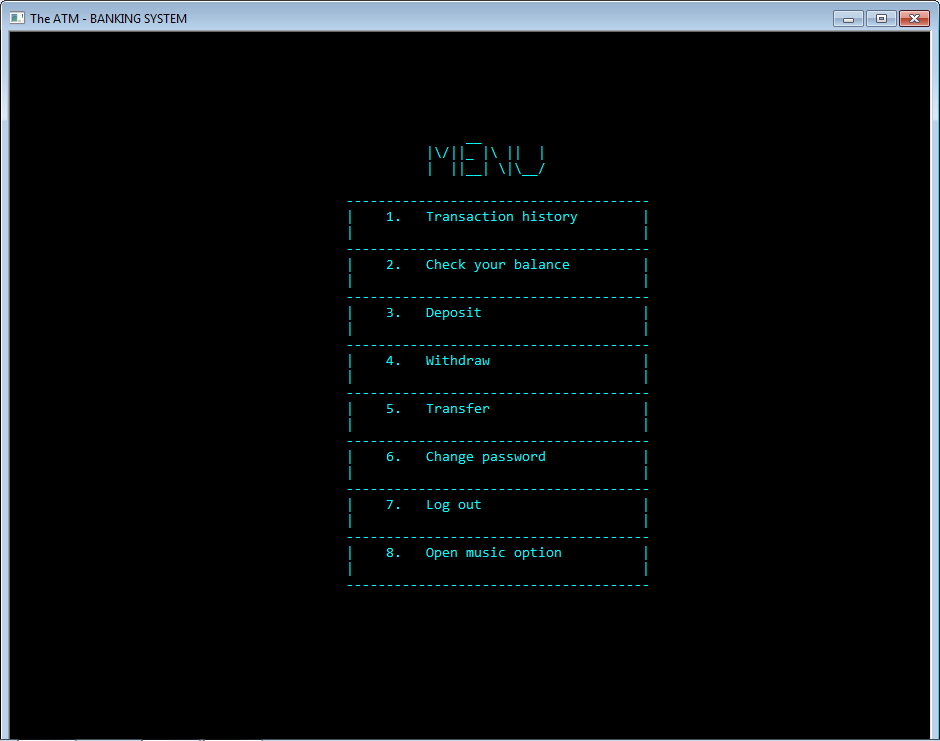 The ATM - BANKING SYSTEM
MENU
1. Transaction history
2. Check your balance
3. Deposit
4. Withdraw
5. Transfer
6. Change password
7. Log out
8. Open music option